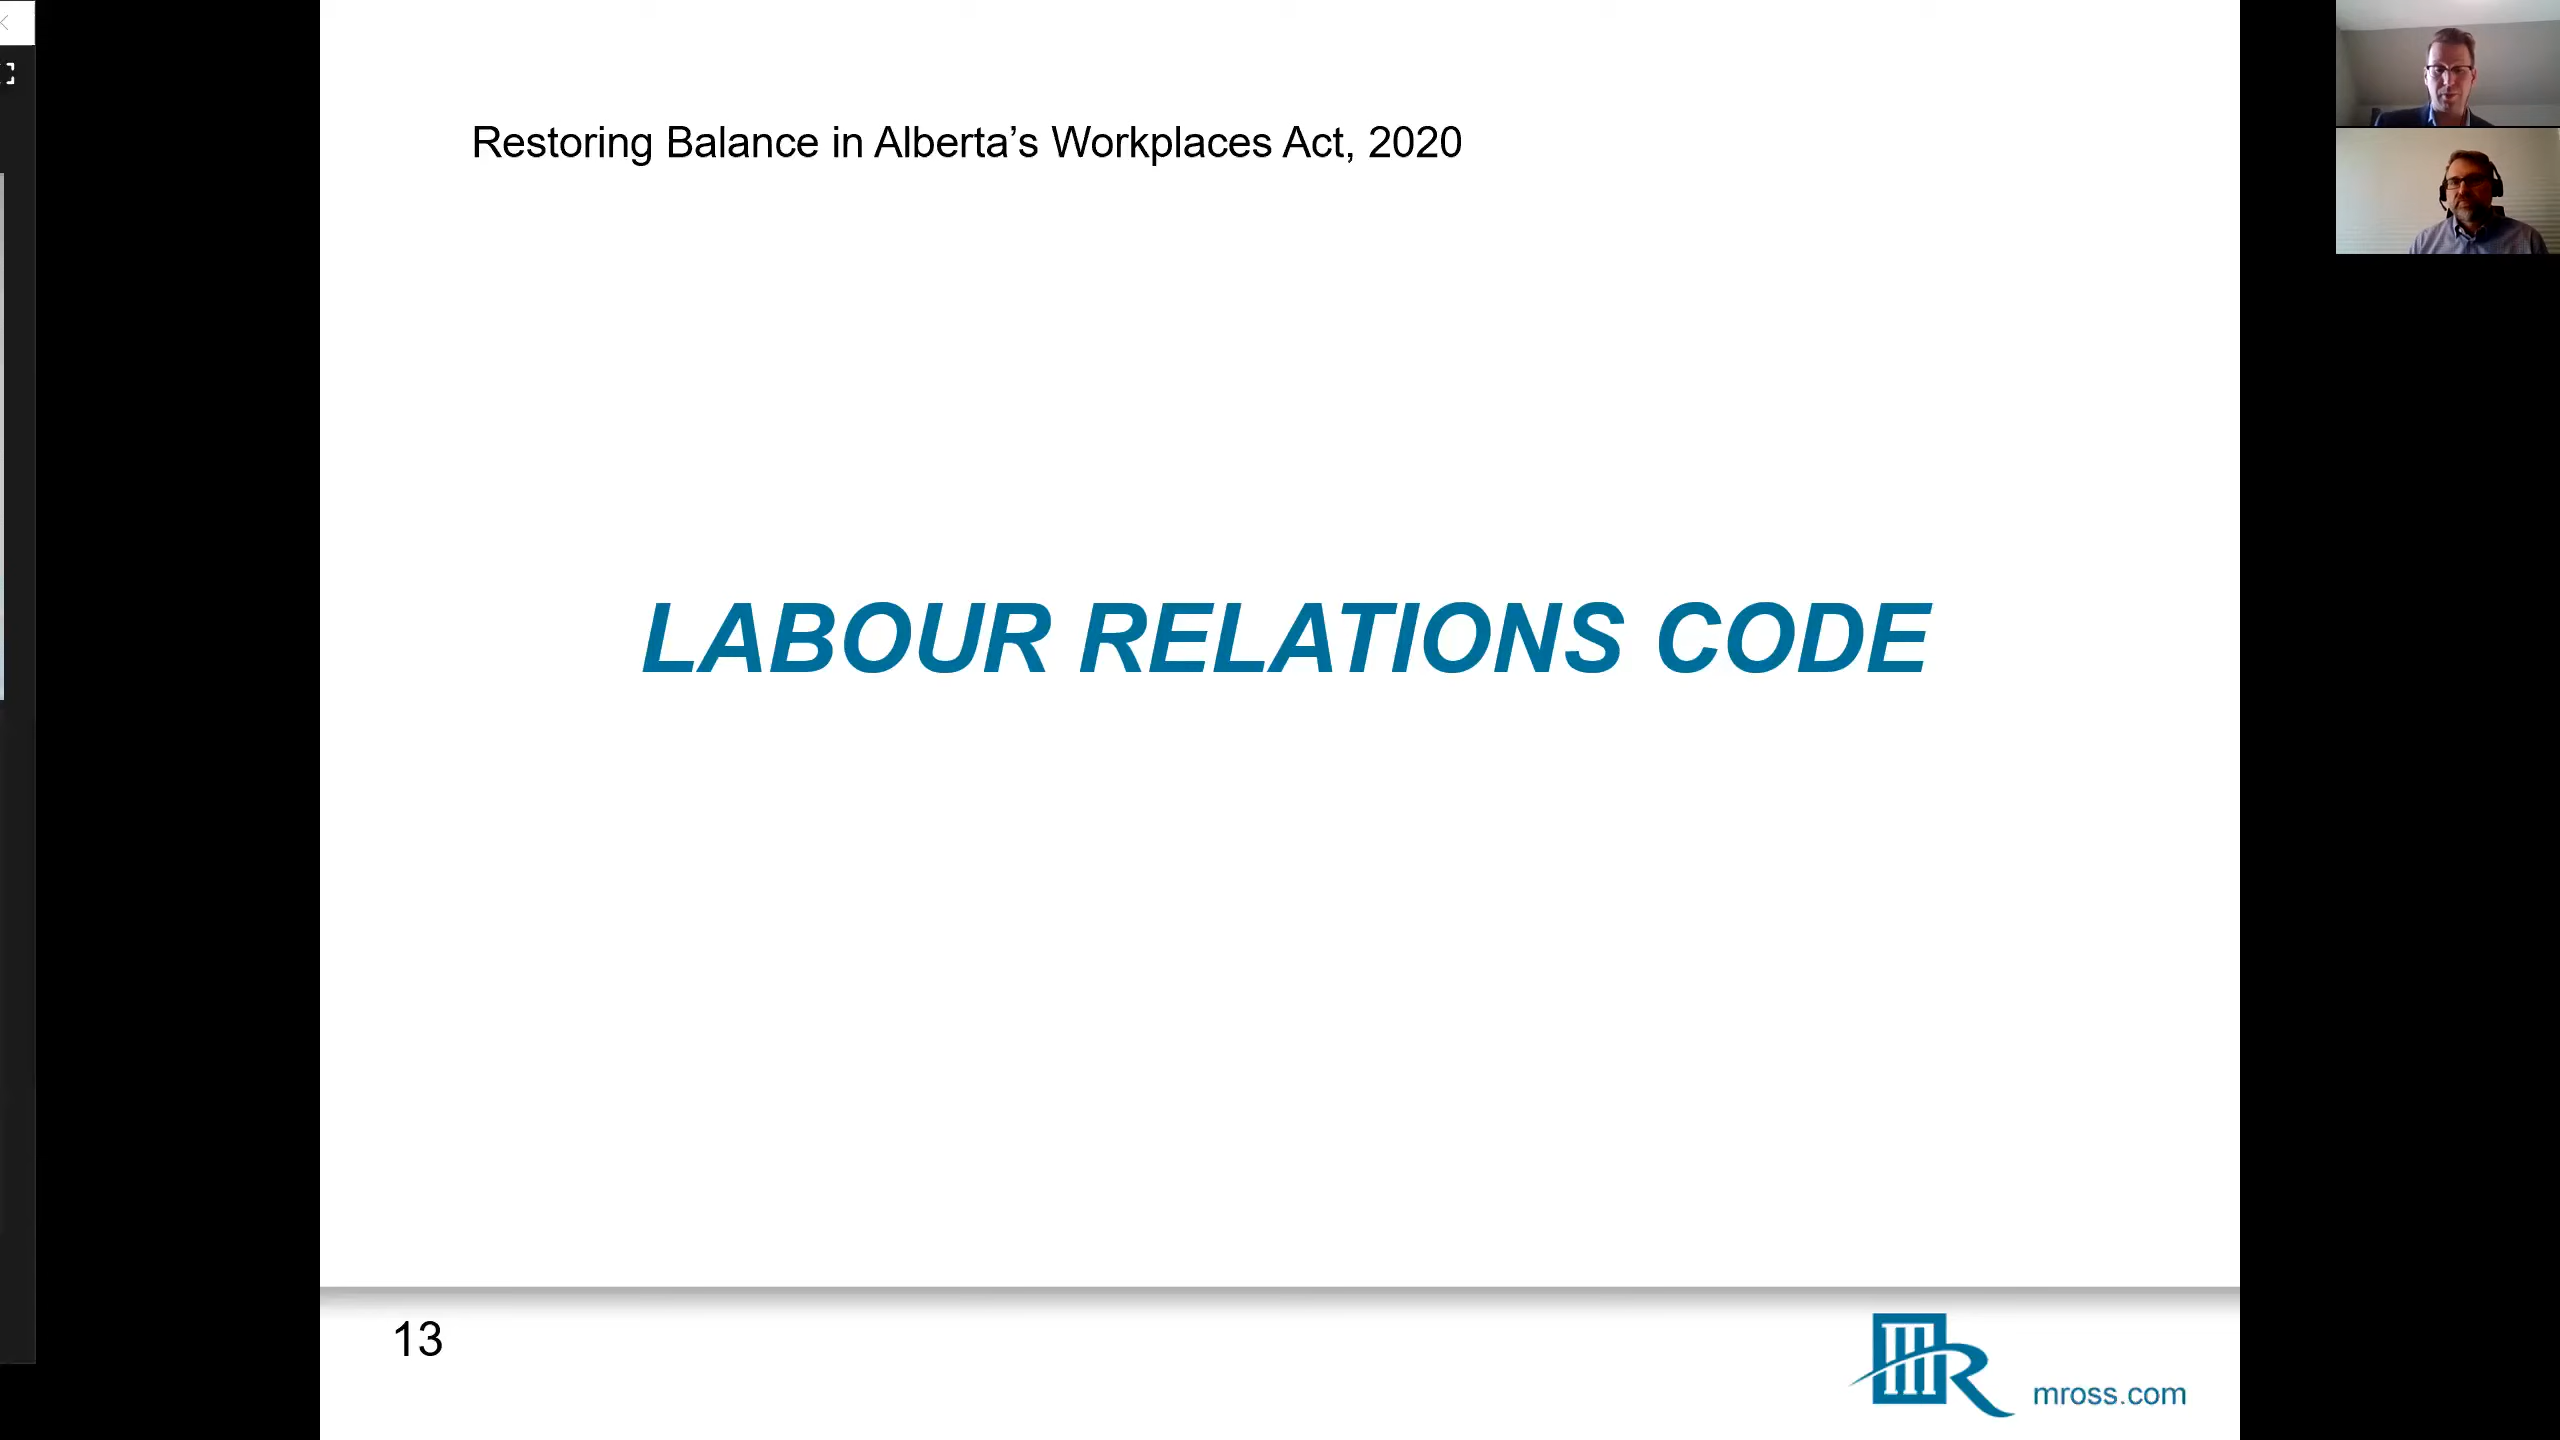 Restoring Balance in Alberta’s Workplaces Act, 2020
LABOUR RELATIONS CODE
13
mross.com